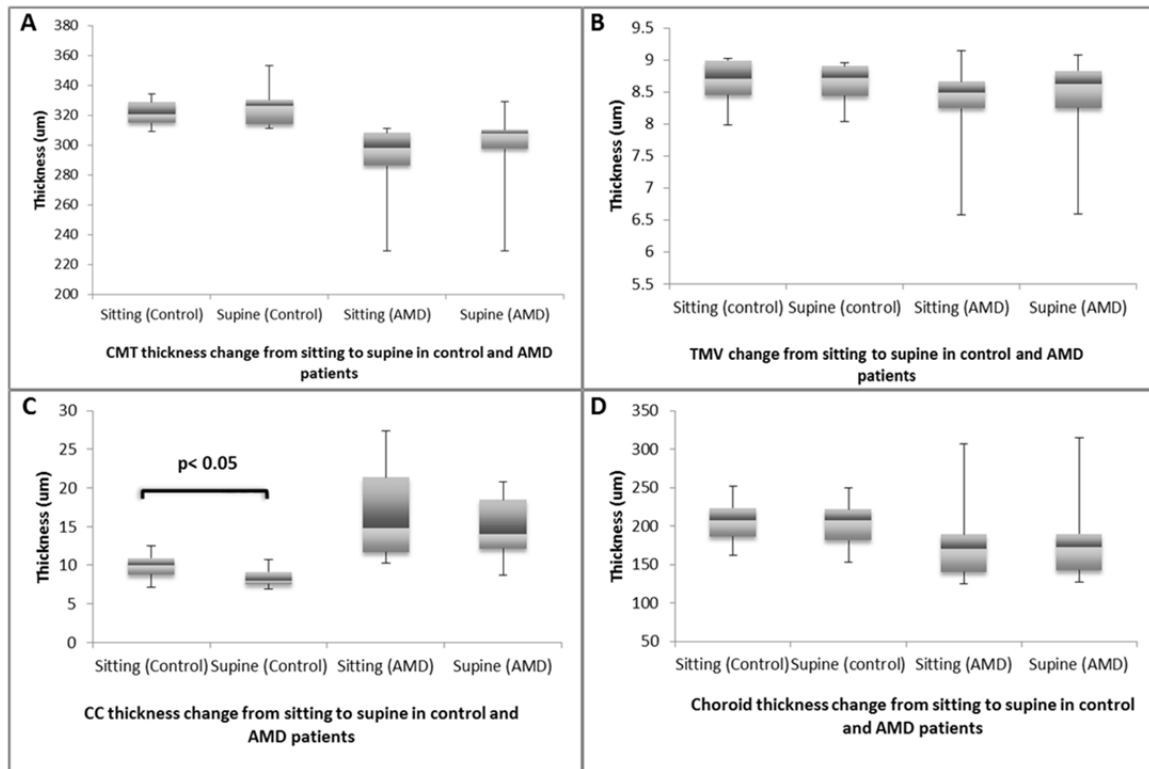 A
380
360
340
320
300
280
260
240
220
200
Thickness (um)
Sitting (Control) Supine (Control) Sitting (AMD) Supine (AMD)
CMT thickness change from sitting to supine in control and AMD
patients
B
9.5
9
8.5
8
7.5
7
6.5
6
5.5
Thickness (um)
Sitting (control) Supine (control) Sitting (AMD) Supine (AMD)
TMV change from sitting to supine in control and AMD
patients
C
30
25
20
15
10
5
0
Thickness (um)
p< 0.05
Sitting (Control) Supine (Control) Sitting (AMD) Supine (AMD)
CC thickness change from sitting to supine in control and
AMD patients
D
350
300
250
200
150
100
50
Thickness (um)
Sitting (Control) Supine (control) Sitting (AMD) Supine (AMD)
Choroid thickness change from sitting to supine in control
and AMD patients